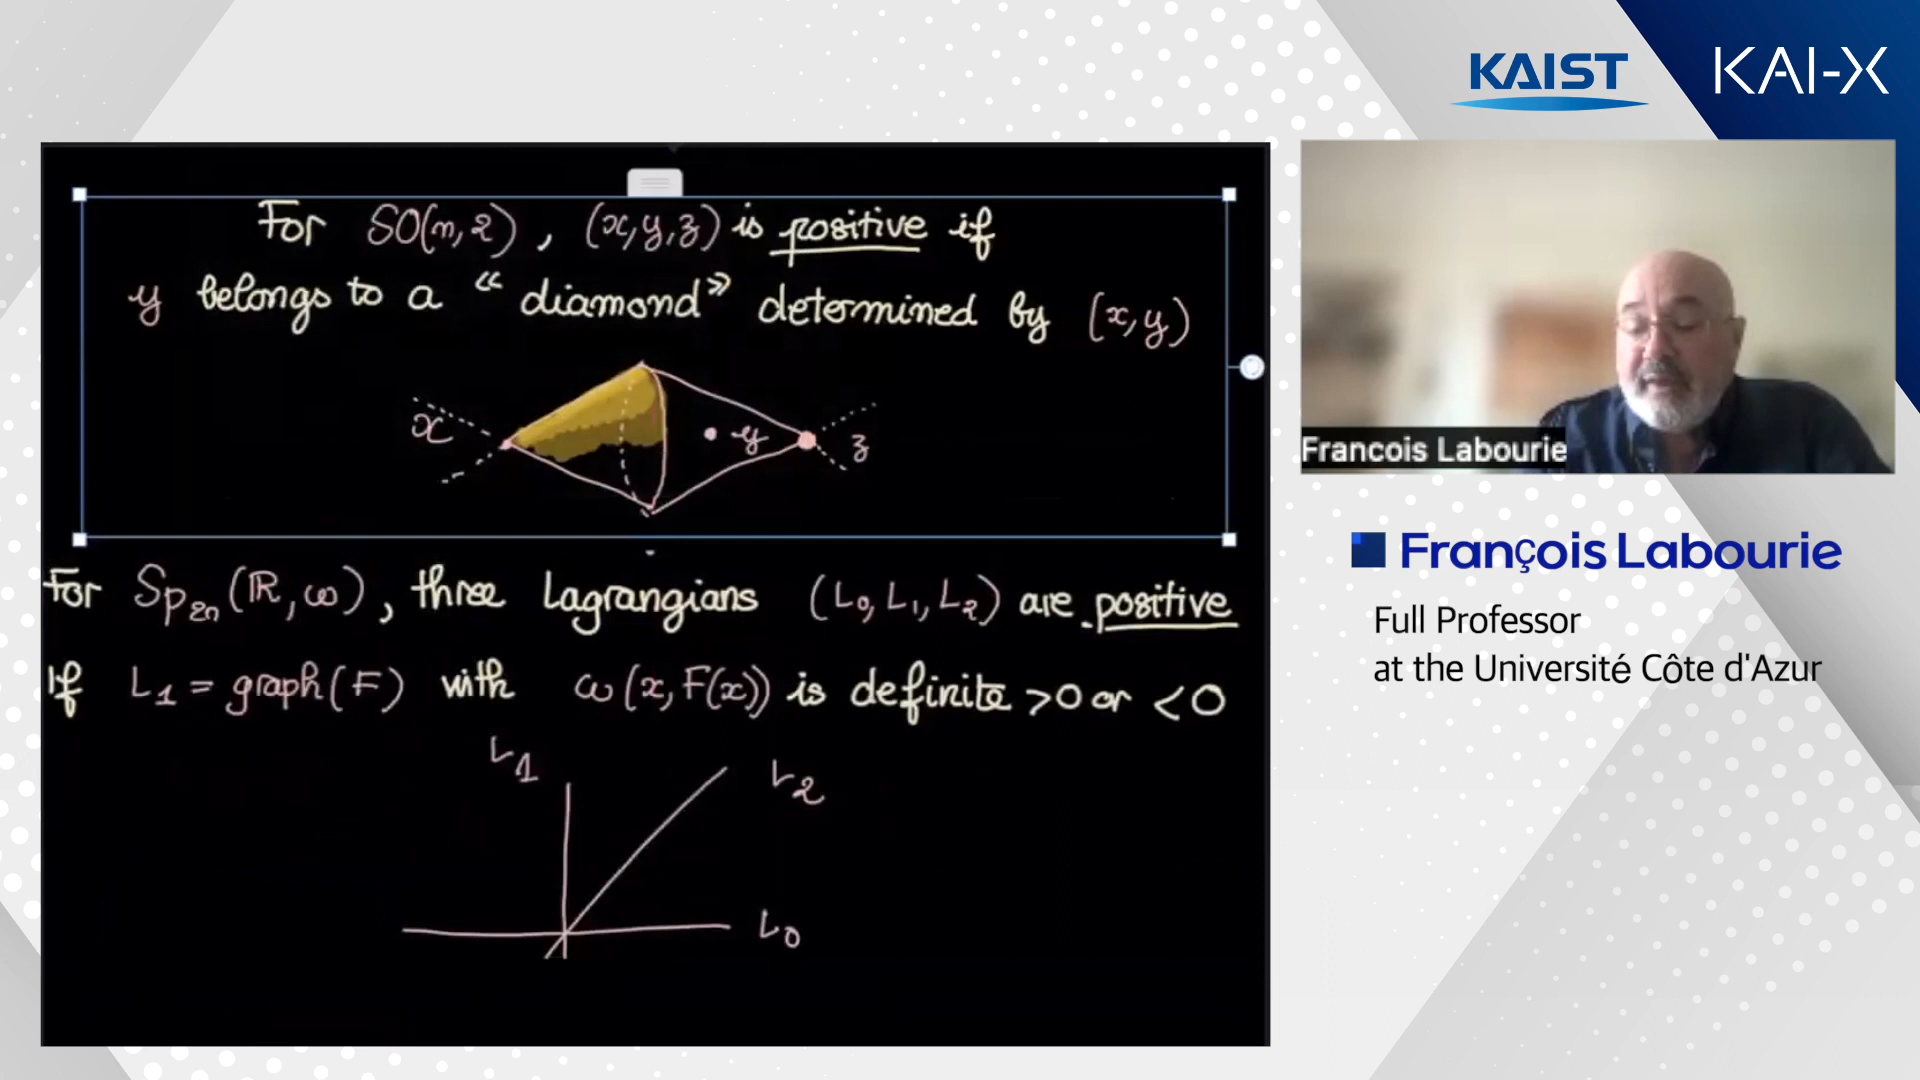 KAIST KAI-X
For SO(n,2), (x,y,z) is positive if
y belongs to a « diamond » determined by (x,y)
x y z
For Sp2n (R, ω), three Lagrangians (L0, L1, L2) are positive
If L1 = graph(F) with ω(x, F(x)) is definite >0 or <0
L1 L2
L0
Francois Labourie
François Labourie
Full Professor
at the Université Côte d'Azur